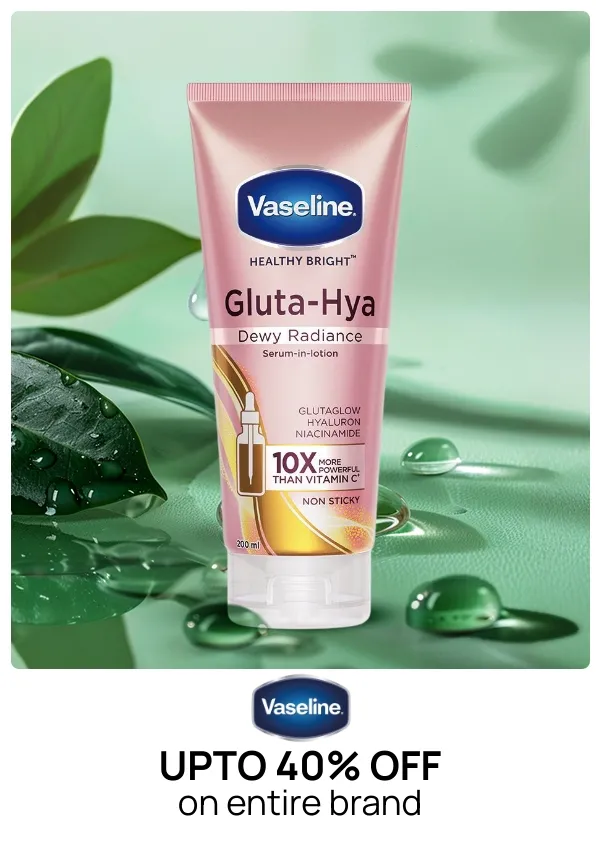 Vaseline.
HEALTHY BRIGHT™
Gluta-Hya
Dewy Radiance
Serum-in-lotion
GLUTAGLOW
HYALURON
NIACINAMIDE
10X MORE
POWERFUL
THAN VITAMIN C*
NON STICKY
200 ml
Vaseline.
UPTO 40% OFF
on entire brand